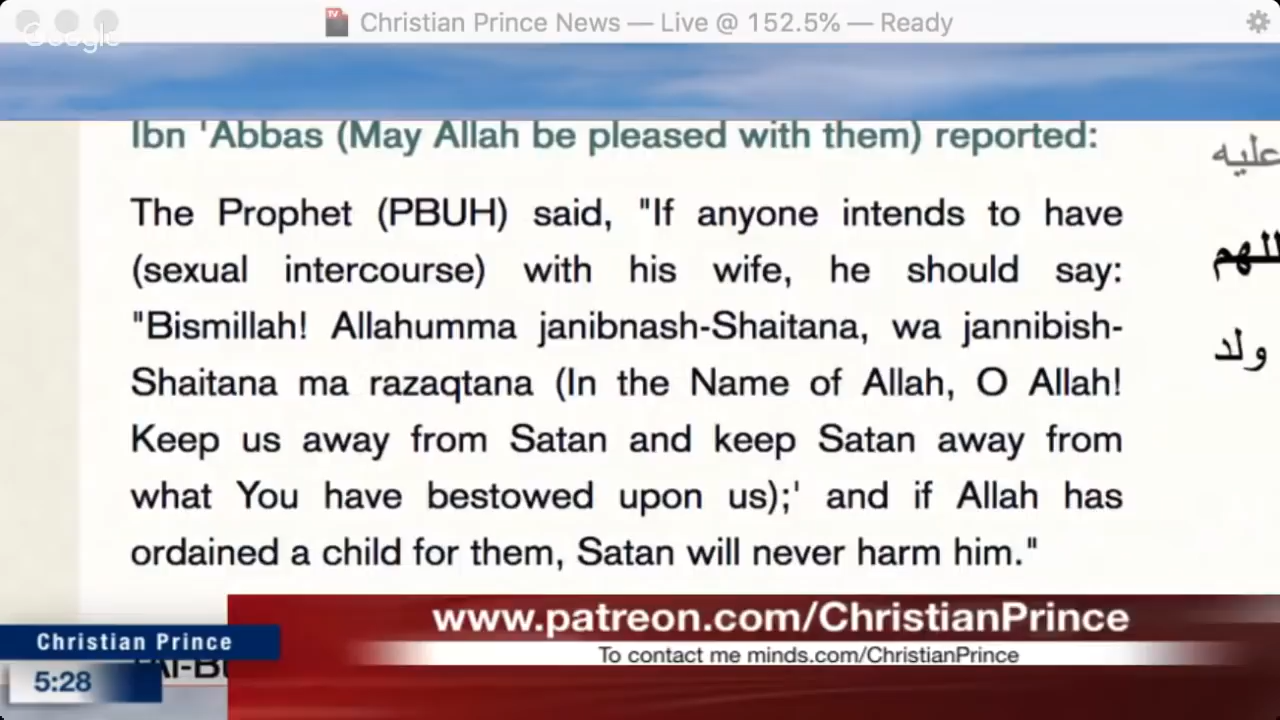 Christian Prince News — Live @ 152.5% — Ready
Google
Ibn 'Abbas (May Allah be pleased with them) reported:
عليه
The Prophet (PBUH) said, "If anyone intends to have
(sexual intercourse) with his wife, he should say:
للهم
"Bismillah! Allahumma janibnash-Shaitana, wa jannibish-
ولد
Shaitana ma razaqtana (In the Name of Allah, O Allah!
Keep us away from Satan and keep Satan away from
what You have bestowed upon us);' and if Allah has
ordained a child for them, Satan will never harm him."
www.patreon.com/ChristianPrince
Christian Prince
To contact me minds.com/ChristianPrince
5:28